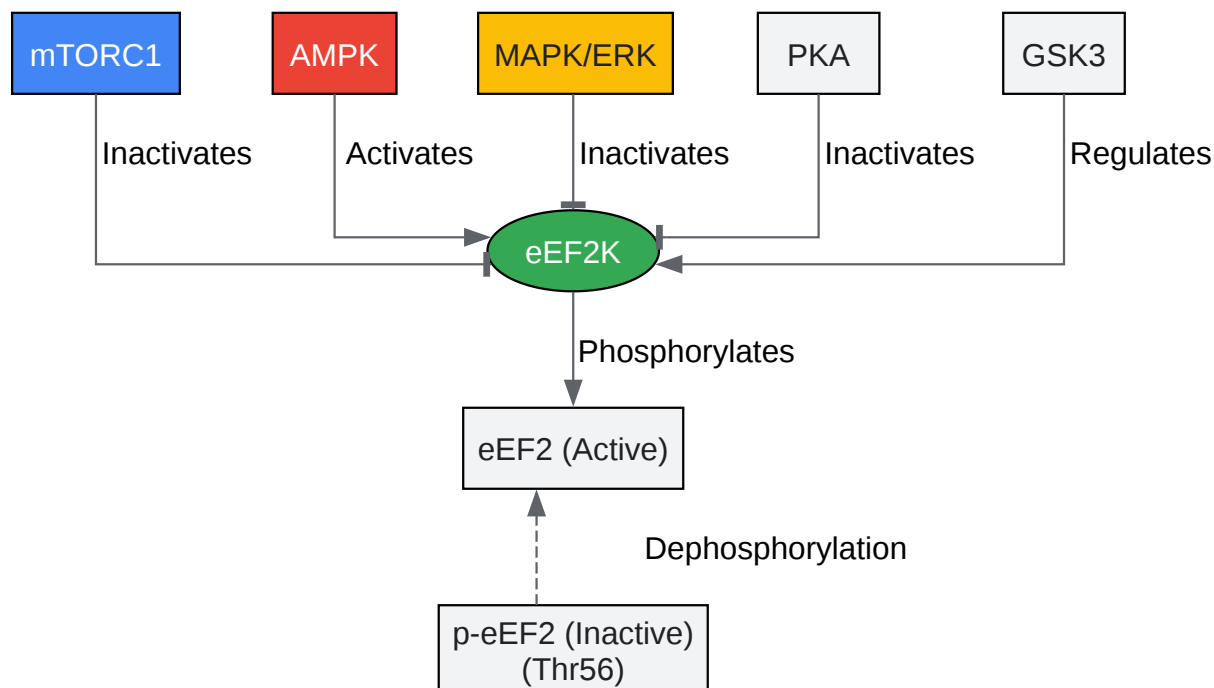 mTORC1
AMPK
MAPK/ERK
PKA
GSK3
Inactivates
Activates
Inactivates
Inactivates
Regulates
eEF2K
Phosphorylates
eEF2 (Active)
Dephosphorylation
p-eEF2 (Inactive)
(Thr56)